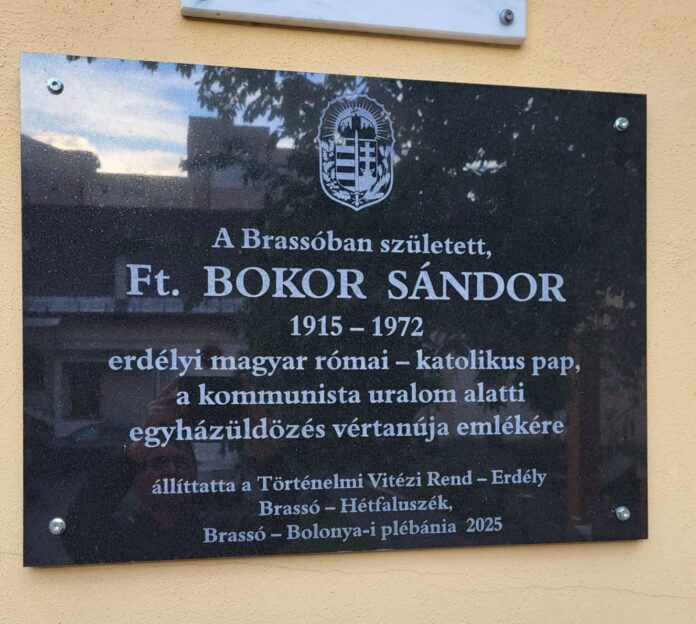 A Brassóban született,
Ft. BOKOR SÁNDOR
1915 – 1972
erdélyi magyar római – katolikus pap,
a kommunista uralom alatti
egyházüldözés vértanúja emlékére
állíttatta a Történelmi Vitézi Rend – Erdély
Brassó – Hétfaluszék,
Brassó – Bolonya-i plébánia 2025